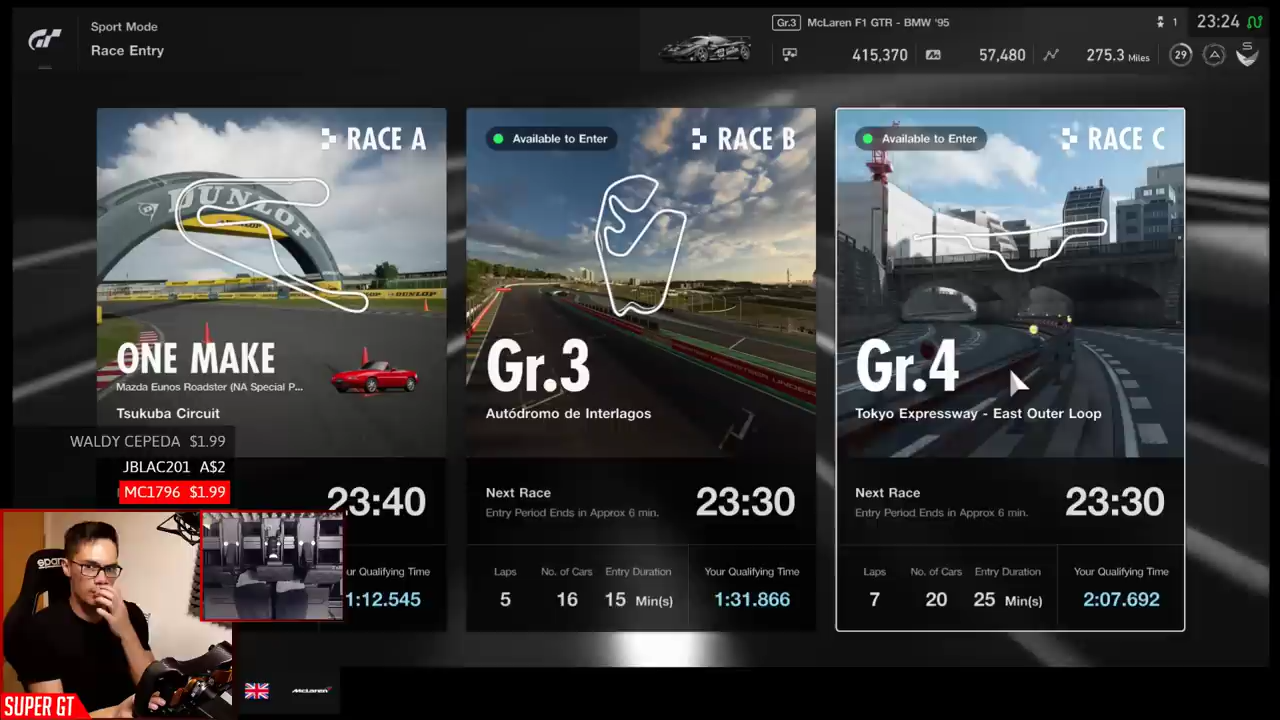 Sport Mode
Race Entry
Gr.3 McLaren F1 GTR - BMW '95
1 23:24
415,370 57,480 275.3 Miles 29 A S
RACE A
DUNLOP
ONE MAKE
Mazda Eunos Roadster (NA Special P...
Tsukuba Circuit
23:40
ur Qualifying Time
1:12.545
Available to Enter RACE B
Gr.3
Autódromo de Interlagos
Next Race
Entry Period Ends in Approx 6 min.
23:30
Laps No. of Cars Entry Duration Your Qualifying Time
5 16 15 Min(s) 1:31.866
Available to Enter RACE C
Gr.4
Tokyo Expressway - East Outer Loop
Next Race
Entry Period Ends in Approx 6 min.
23:30
Laps No. of Cars Entry Duration Your Qualifying Time
7 20 25 Min(s) 2:07.692
WALDY CEPEDA $1.99
JBLAC201 A$2
MC1796 $1.99
SUPER GT
McLaren